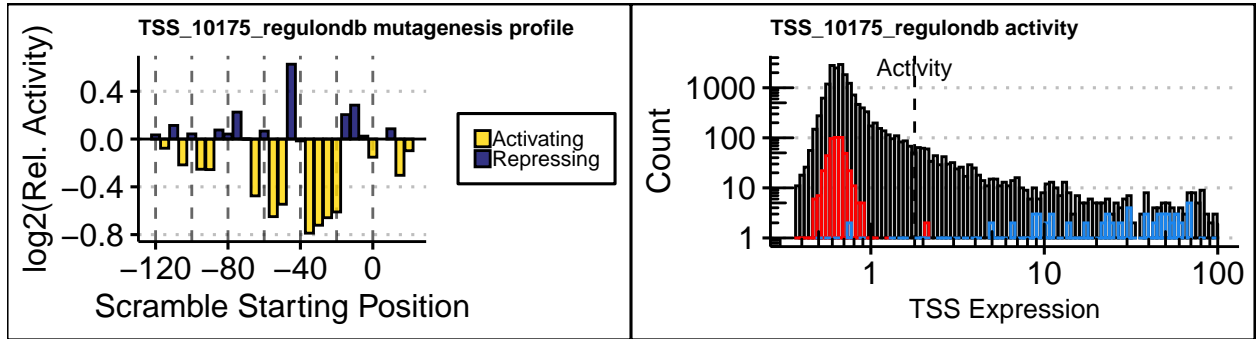 TSS_10175_regulondb mutagenesis profile
log2(Rel. Activity)
0.4
0.0
−0.4
−0.8
−120
−80
−40
0
Scramble Starting Position
Activating
Repressing
TSS_10175_regulondb activity
Activity
Count
1000
100
10
1
1
10
100
TSS Expression